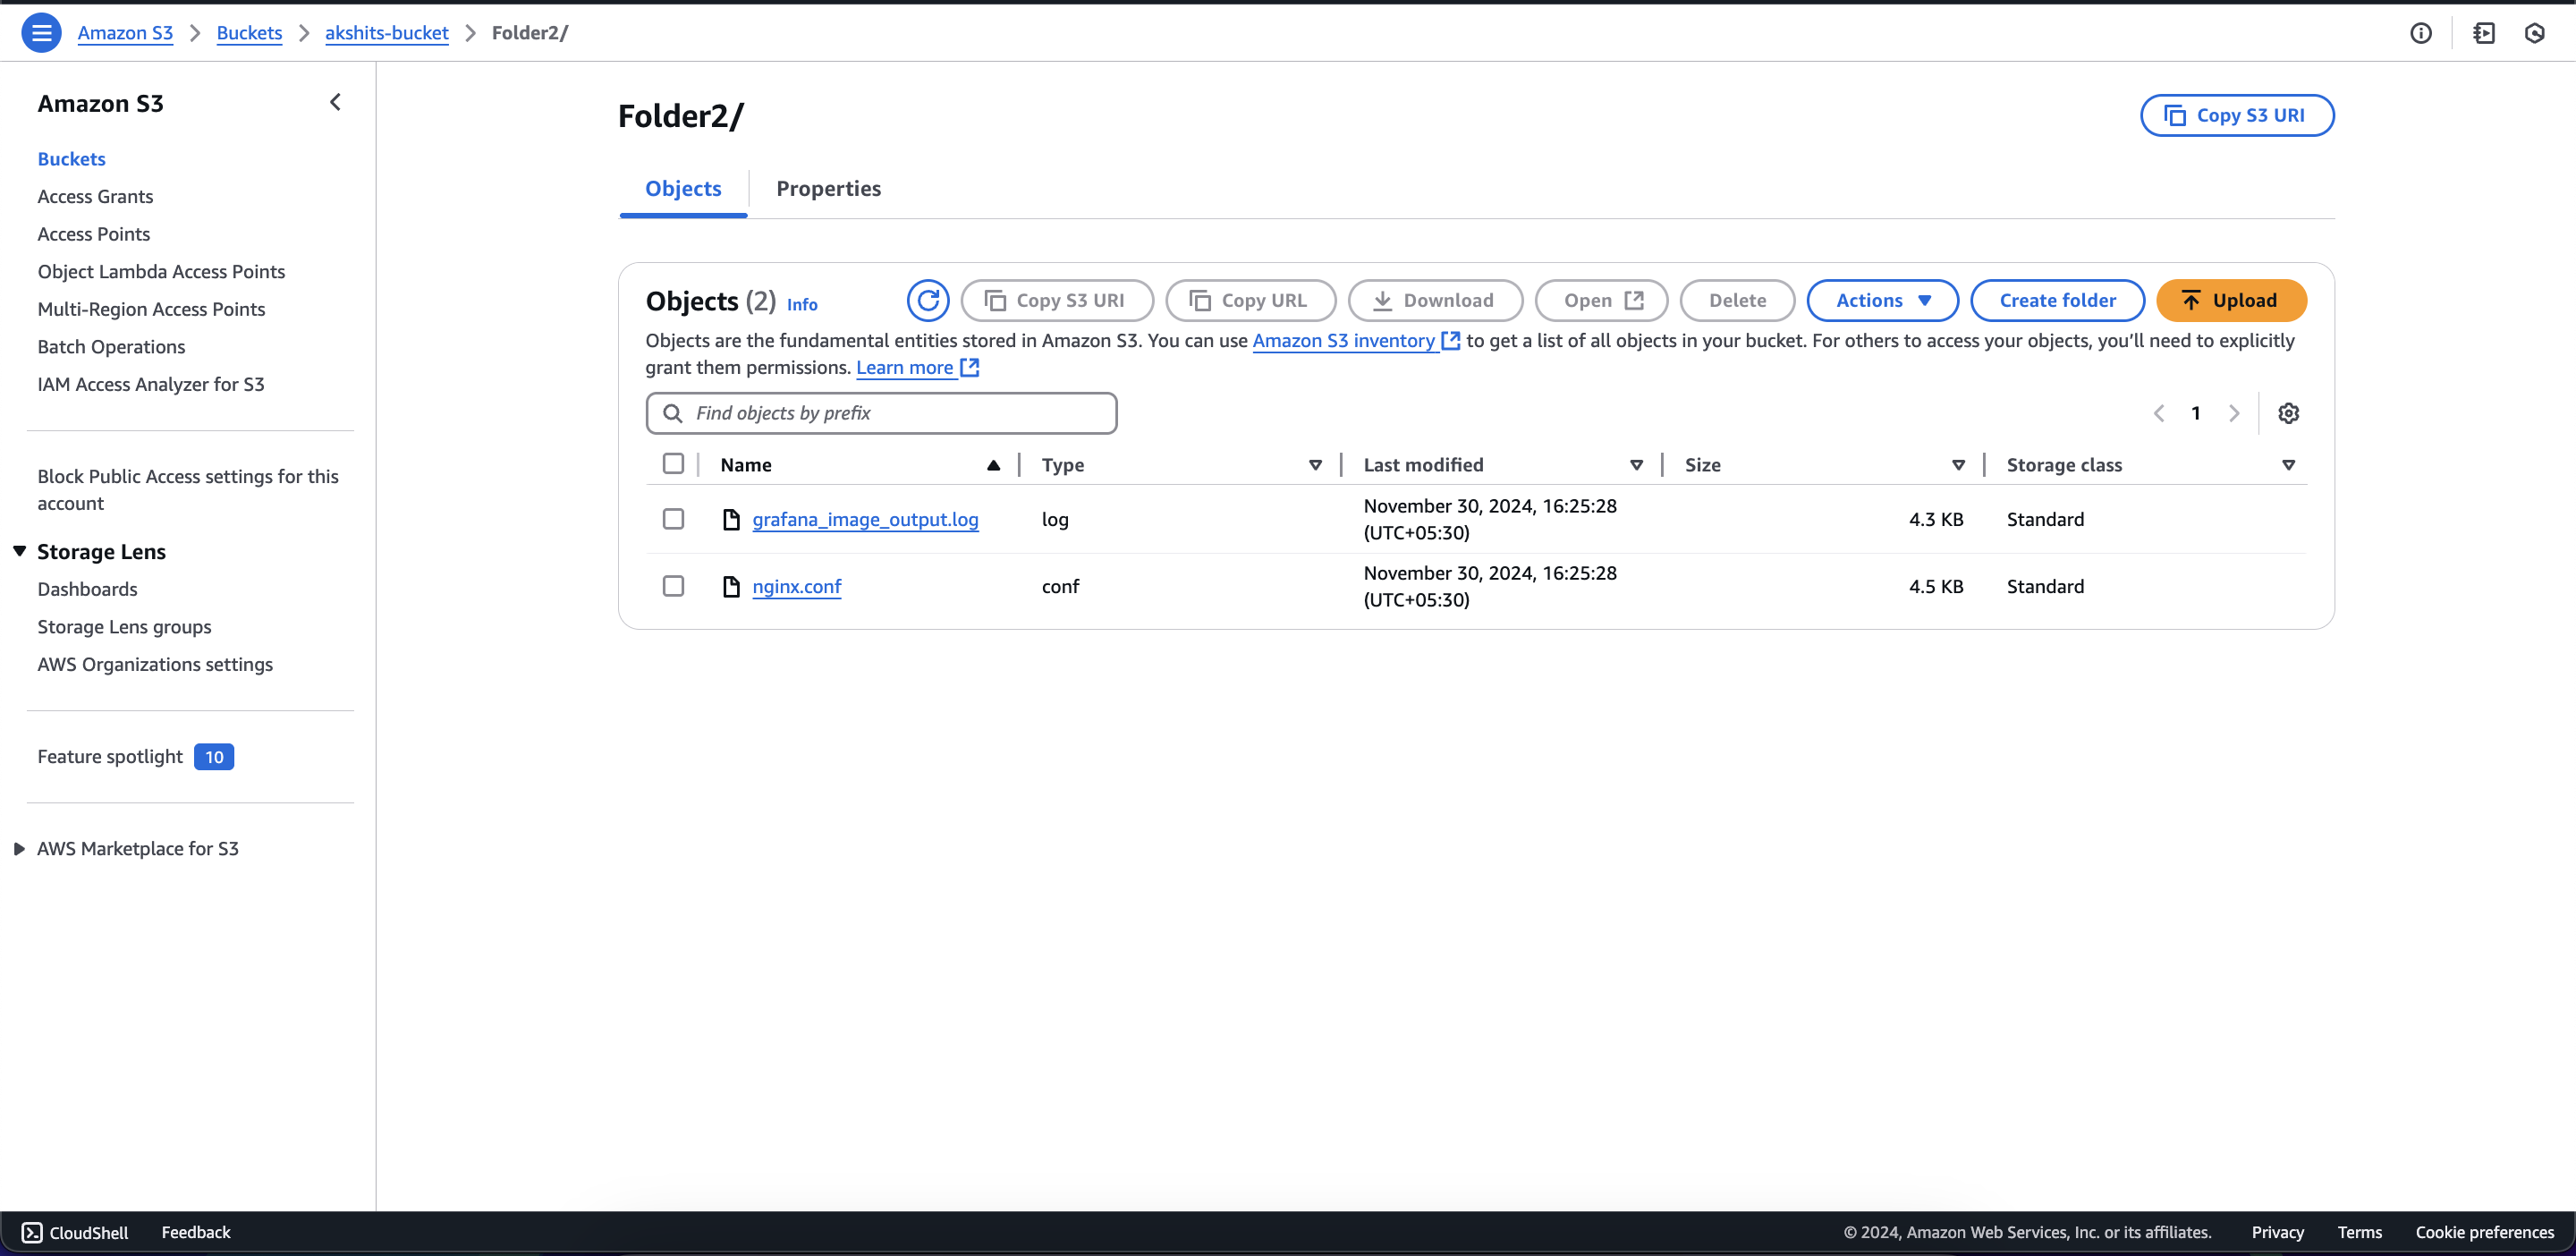 Amazon S3 Buckets akshits-bucket Folder2/
Amazon S3
Buckets
Access Grants
Access Points
Object Lambda Access Points
Multi-Region Access Points
Batch Operations
IAM Access Analyzer for S3
Block Public Access settings for this
account
Storage Lens
Dashboards
Storage Lens groups
AWS Organizations settings
Feature spotlight 10
AWS Marketplace for S3
Folder2/
Copy S3 URI
Objects Properties
Objects (2) Info Copy S3 URI Copy URL Download Open Delete Actions Create folder Upload
Objects are the fundamental entities stored in Amazon S3. You can use Amazon S3 inventory to get a list of all objects in your bucket. For others to access your objects, you’ll need to explicitly
grant them permissions. Learn more
Find objects by prefix
1
Name Type Last modified Size Storage class
grafana_image_output.log log November 30, 2024, 16:25:28 4.3 KB Standard
(UTC+05:30)
nginx.conf conf November 30, 2024, 16:25:28 4.5 KB Standard
(UTC+05:30)
CloudShell Feedback © 2024, Amazon Web Services, Inc. or its affiliates. Privacy Terms Cookie preferences